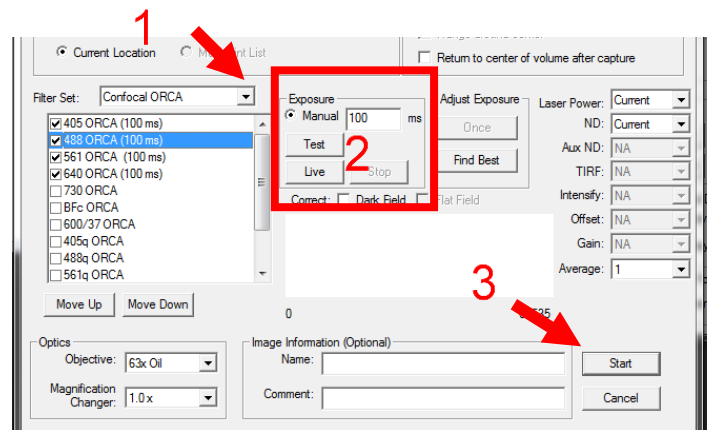 1
Current Location
Return to center of volume after capture
Filter Set: Confocal ORCA
405 ORCA (100 ms)
488 ORCA (100 ms)
561 ORCA (100 ms)
640 ORCA (100 ms)
730 ORCA
BFc ORCA
600/37 ORCA
405q ORCA
488q ORCA
561q ORCA
Move Up Move Down
Exposure
Manual 100 ms
Test
2
Live Stop
Correct: Dark Field Flat Field
Adjust Exposure
Once
Find Best
Laser Power: Current
ND: Current
Aux ND: NA
TIRF: NA
Intensify: NA
Offset: NA
Gain: NA
Average: 1
3
0
Optics
Objective: 63x Oil
Magnification
Changer: 1.0 x
Image Information (Optional)
Name:
Comment:
Start
Cancel